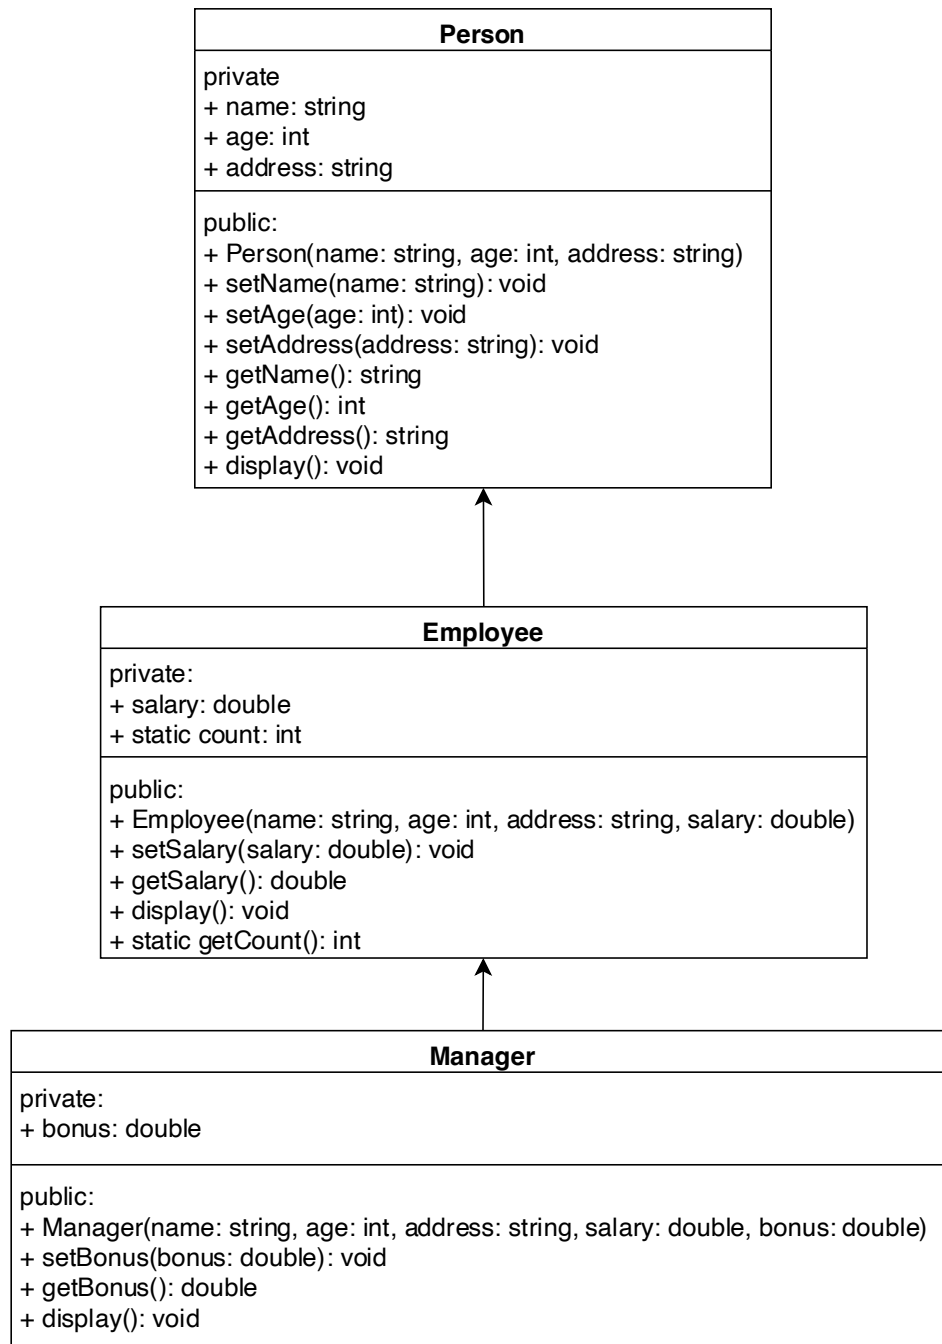 Person
private
+ name: string
+ age: int
+ address: string
public:
+ Person(name: string, age: int, address: string)
+ setName(name: string): void
+ setAge(age: int): void
+ setAddress(address: string): void
+ getName(): string
+ getAge(): int
+ getAddress(): string
+ display(): void
Employee
private:
+ salary: double
+ static count: int
public:
+ Employee(name: string, age: int, address: string, salary: double)
+ setSalary(salary: double): void
+ getSalary(): double
+ display(): void
+ static getCount(): int
Manager
private:
+ bonus: double
public:
+ Manager(name: string, age: int, address: string, salary: double, bonus: double)
+ setBonus(bonus: double): void
+ getBonus(): double
+ display(): void